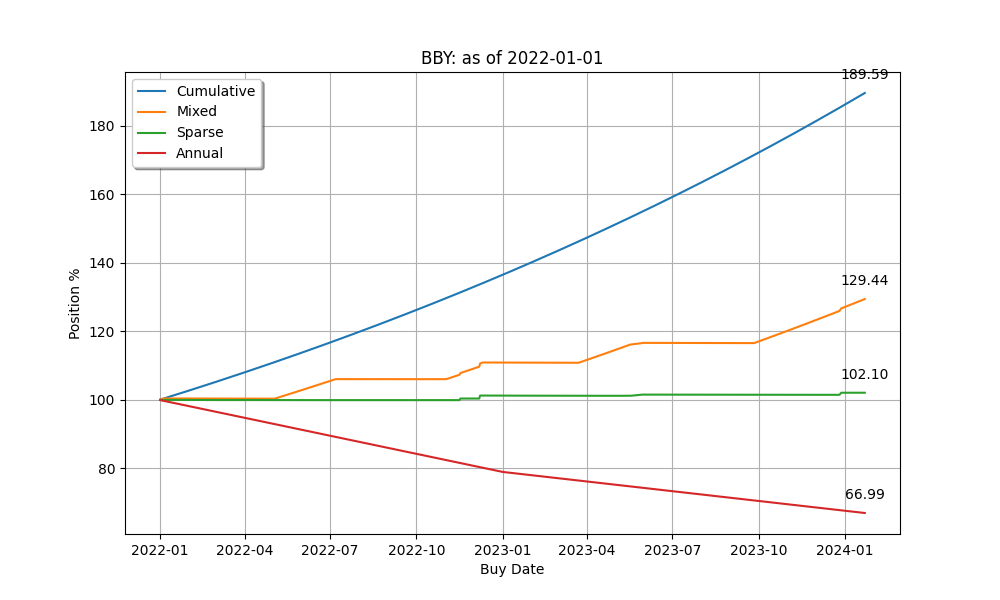 BBY: as of 2022-01-01
189.59
Cumulative
Mixed
Sparse
Annual
180
160
140
120
100
80
Position %
129.44
102.10
66.99
2022-01 2022-04 2022-07 2022-10 2023-01 2023-04 2023-07 2023-10 2024-01
Buy Date